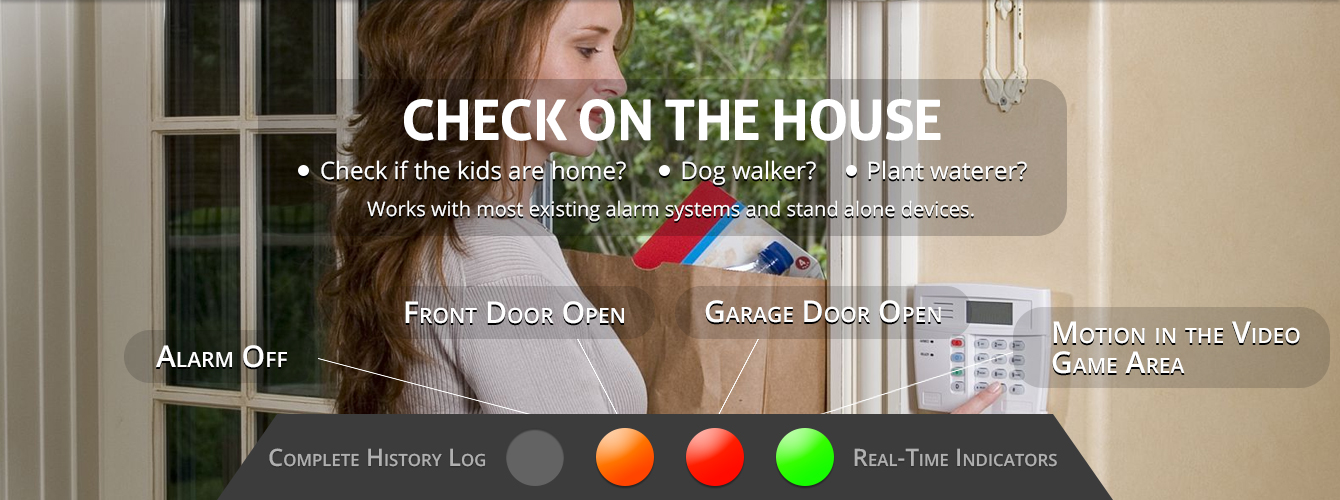 CHECK ON THE HOUSE
• Check if the kids are home? • Dog walker? • Plant waterer?
Works with most existing alarm systems and stand alone devices.
Front Door Open
Garage Door Open
Motion in the Video
Game Area
Alarm Off
Complete History Log
Real-Time Indicators